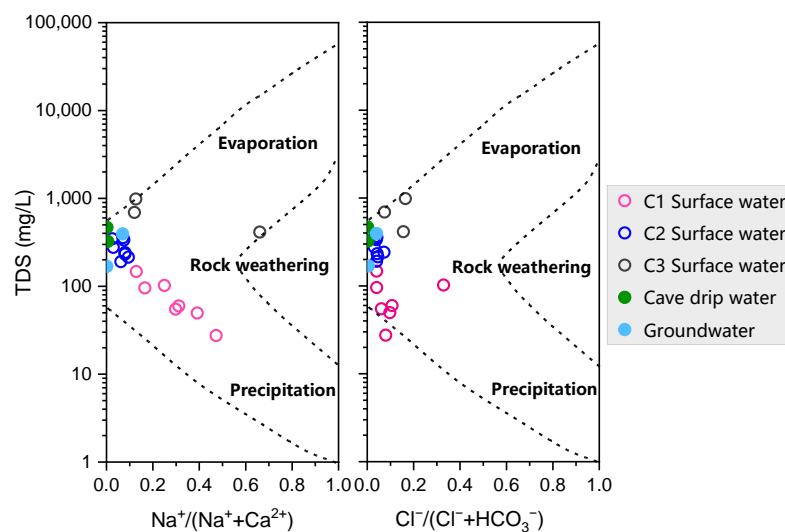 TDS (mg/L)
100,000
10,000
1,000
100
10
1
Evaporation
Rock weathering
Precipitation
0.0 0.2 0.4 0.6 0.8 1.0
Na⁺/(Na⁺+Ca²⁺)
Evaporation
Rock weathering
Precipitation
0.0 0.2 0.4 0.6 0.8 1.0
Cl⁻/(Cl⁻+HCO₃⁻)
C1 Surface water
C2 Surface water
C3 Surface water
Cave drip water
Groundwater